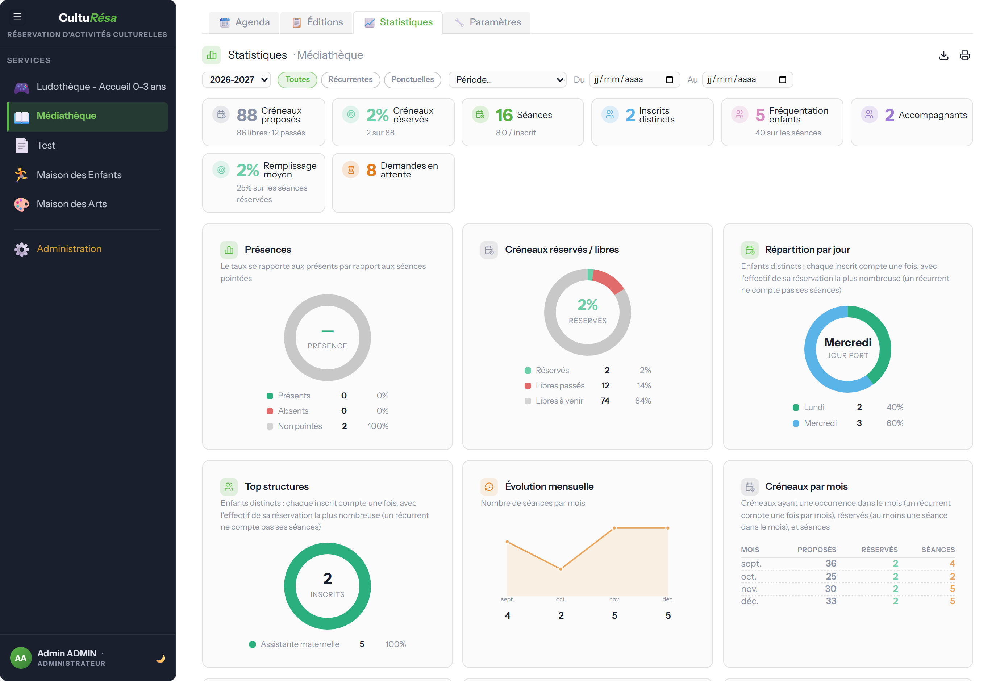 ☰
CultuRésa
RÉSERVATION D'ACTIVITÉS CULTURELLES
SERVICES
Ludothèque - Accueil 0-3 ans
Médiathèque
Test
Maison des Enfants
Maison des Arts
Administration
AA
Admin ADMIN
ADMINISTRATEUR
Agenda
Éditions
Statistiques
Paramètres
Statistiques · Médiathèque
2026-2027
Toutes
Récurrentes
Ponctuelles
Période...
Du
jj/mm/aaaa
Au
jj/mm/aaaa
88
Créneaux
proposés
86 libres · 12 passés
2%
Créneaux
réservés
2 sur 88
16
Séances
8.0 / inscrit
2
Inscrits
distincts
5
Fréquentation
enfants
40 sur les séances
2
Accompagnants
2%
Remplissage
moyen
25% sur les séances
réservées
8
Demandes en
attente
Présences
Le taux se rapporte aux présents par rapport aux séances
pointées
—
PRÉSENCE
Présents 0 0%
Absents 0 0%
Non pointés 2 100%
Créneaux réservés / libres
2%
RÉSERVÉS
Réservés 2 2%
Libres passés 12 14%
Libres à venir 74 84%
Répartition par jour
Enfants distincts : chaque inscrit compte une fois, avec
l'effectif de sa réservation la plus nombreuse (un récurrent
ne compte pas ses séances)
Mercredi
JOUR FORT
Lundi 2 40%
Mercredi 3 60%
Top structures
Enfants distincts : chaque inscrit compte une fois, avec
l'effectif de sa réservation la plus nombreuse (un récurrent
ne compte pas ses séances)
2
INSCRITS
Assistante maternelle 5 100%
Évolution mensuelle
Nombre de séances par mois
sept. oct. nov. déc.
4 2 5 5
Créneaux par mois
Créneaux ayant une occurrence dans le mois (un récurrent
compte une fois par mois), réservés (au moins une séance
dans le mois), et séances
MOIS PROPOSÉS RÉSERVÉS SÉANCES
sept. 36 2 4
oct. 25 2 2
nov. 30 2 5
déc. 33 2 5